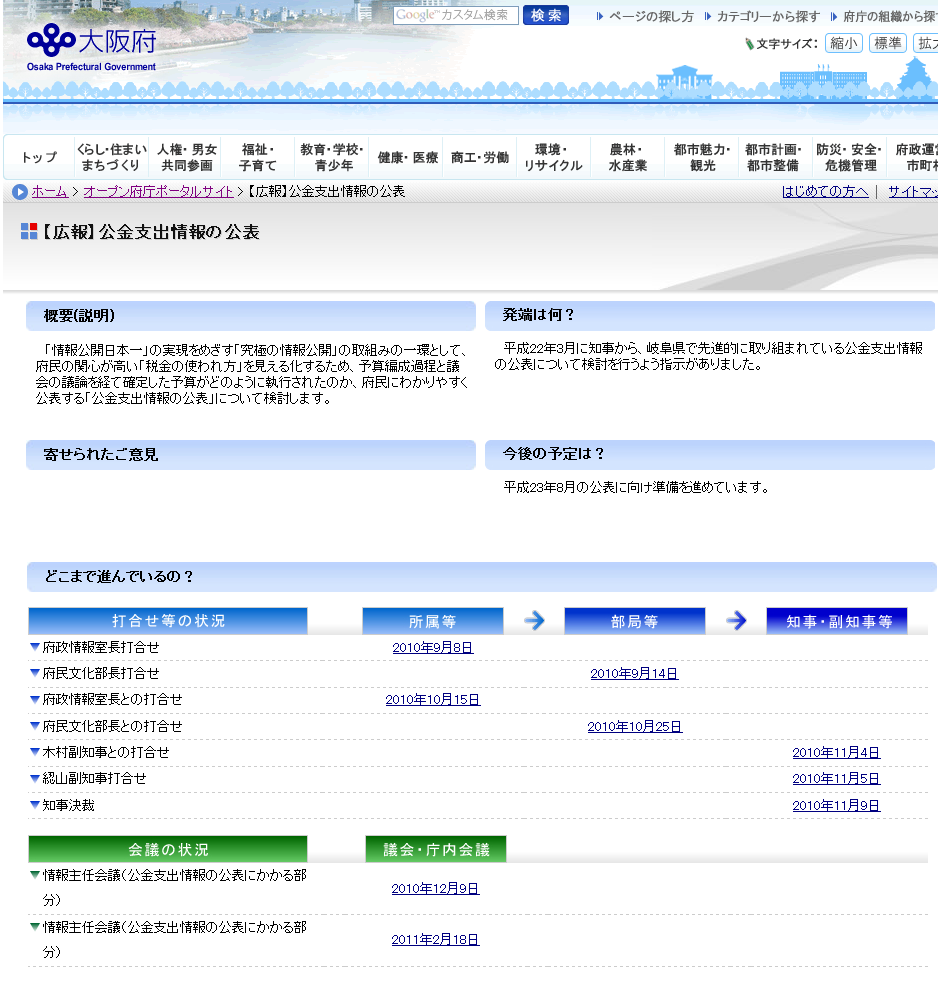 Google™カスタム検索
検索
ページの探し方
カテゴリーから探す
府庁の組織から探す
大阪府
Osaka Prefectural Government
文字サイズ：
縮小
標準
トップ
くらし・住まい
まちづくり
人権・男女
共同参画
福祉・
子育て
教育・学校・
青少年
健康・医療
商工・労働
環境・
リサイクル
農林・
水産業
都市魅力・
観光
都市計画・
都市整備
防災・安全・
危機管理
ホーム > オープン府庁ポータルサイト > 【広報】公金支出情報の公表
はじめての方へ | サイトマッ
【広報】公金支出情報の公表
概要(説明)
「情報公開日本一」の実現をめざす「究極の情報公開」の取組みの一環として、
府民の関心が高い「税金の使われ方」を見える化するため、予算編成過程と議
会の議論を経て確定した予算がどのように執行されたのか、府民にわかりやすく
公表する「公金支出情報の公表」について検討します。
発端は何？
平成22年3月に知事から、岐阜県で先進的に取り組まれている公金支出情報
の公表について検討を行うよう指示がありました。
寄せられたご意見
今後の予定は？
平成23年8月の公表に向け準備を進めています。
どこまで進んでいるの？
打合せ等の状況 所属等 部局等 知事・副知事等
府政情報室長打合せ 2010年9月8日
府民文化部長打合せ 2010年9月14日
府政情報室長との打合せ 2010年10月15日
府民文化部長との打合せ 2010年10月25日
木村副知事との打合せ 2010年11月4日
綛山副知事打合せ 2010年11月5日
知事決裁 2010年11月9日
会議の状況 議会・庁内会議
情報主任会議（公金支出情報の公表にかかる部
分） 2010年12月9日
情報主任会議（公金支出情報の公表にかかる部
分） 2011年2月18日